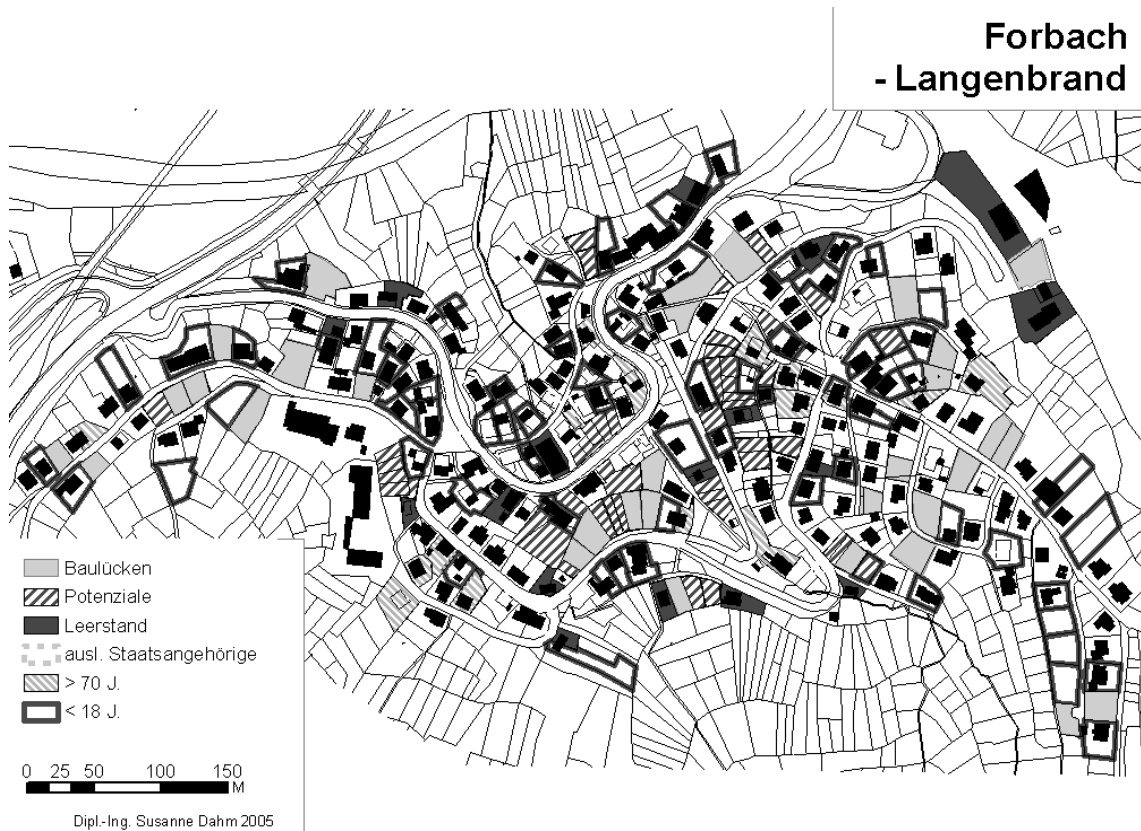 Forbach
- Langenbrand
Baulücken
Potenziale
Leerstand
ausl. Staatsangehörige
> 70 J.
< 18 J.
0 25 50 100 150
M
Dipl.-Ing. Susanne Dahm 2005